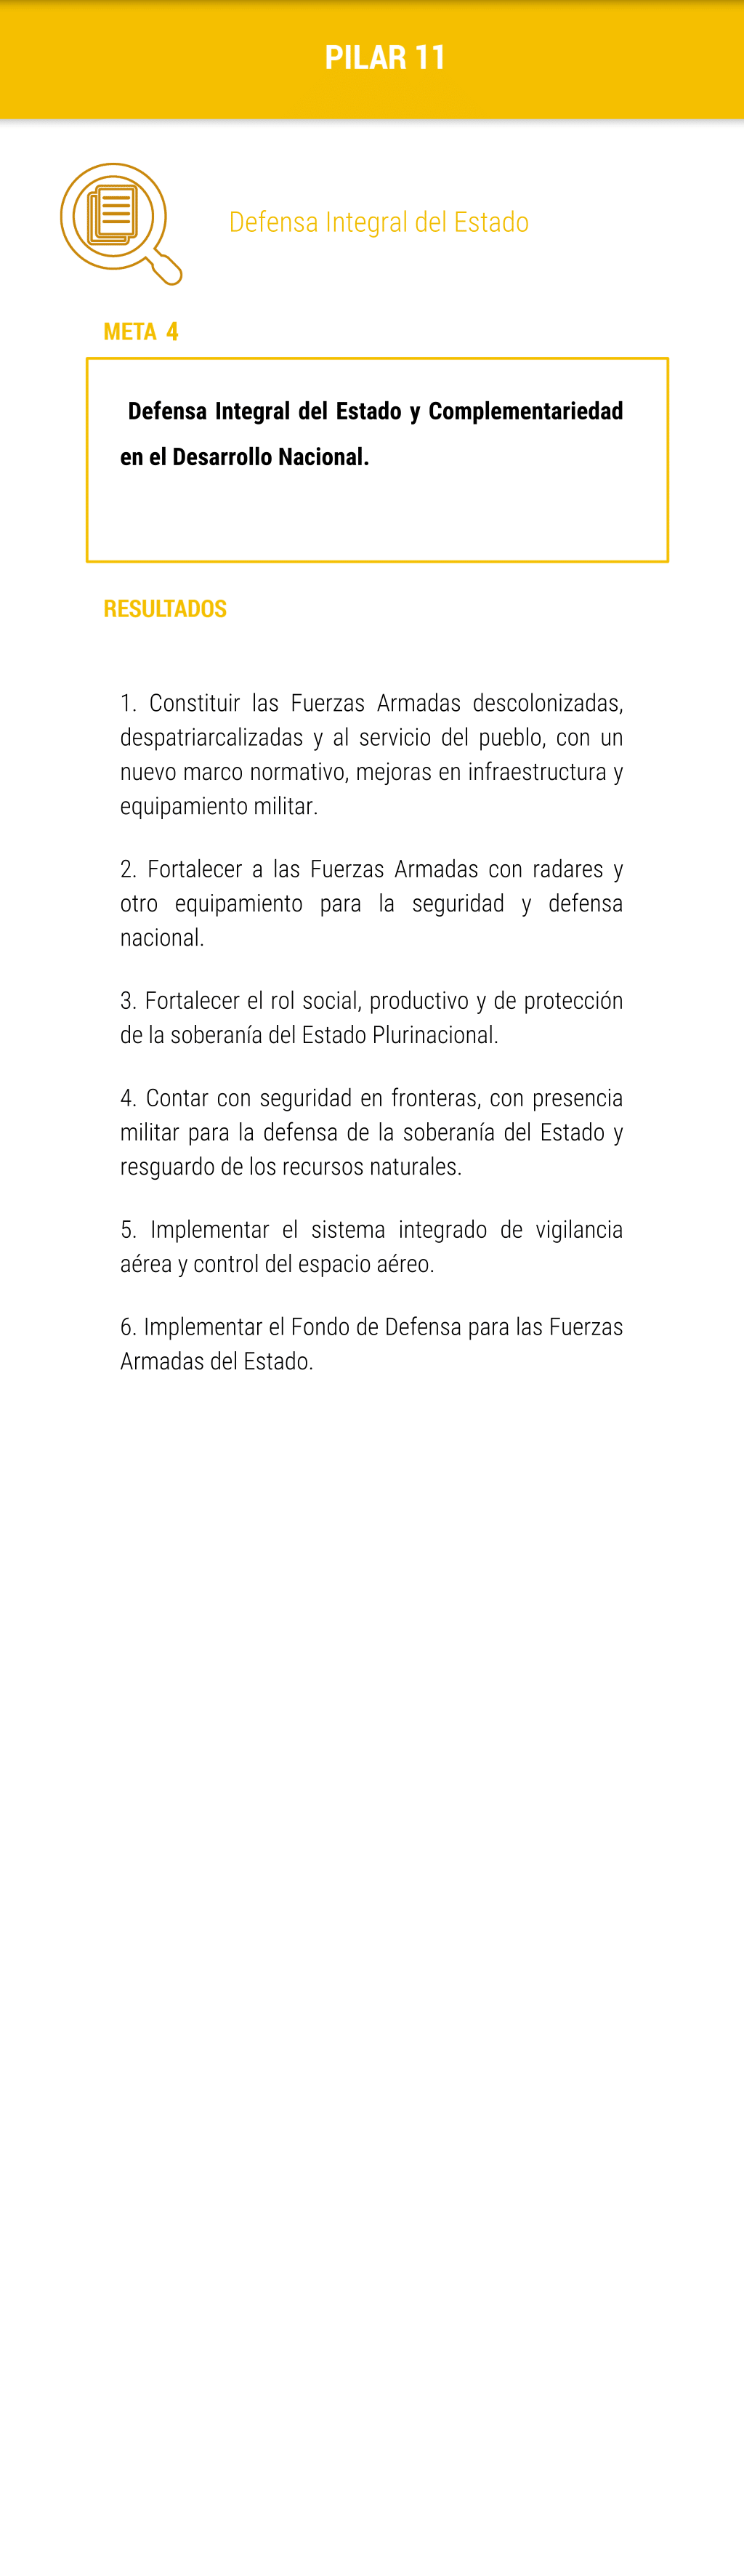 PILAR 11
Defensa Integral del Estado
META 4
Defensa Integral del Estado y Complementariedad
en el Desarrollo Nacional.
RESULTADOS
1. Constituir las Fuerzas Armadas descolonizadas,
despatriarcalizadas y al servicio del pueblo, con un
nuevo marco normativo, mejoras en infraestructura y
equipamiento militar.
2. Fortalecer a las Fuerzas Armadas con radares y
otro equipamiento para la seguridad y defensa
nacional.
3. Fortalecer el rol social, productivo y de protección
de la soberanía del Estado Plurinacional.
4. Contar con seguridad en fronteras, con presencia
militar para la defensa de la soberanía del Estado y
resguardo de los recursos naturales.
5. Implementar el sistema integrado de vigilancia
aérea y control del espacio aéreo.
6. Implementar el Fondo de Defensa para las Fuerzas
Armadas del Estado.